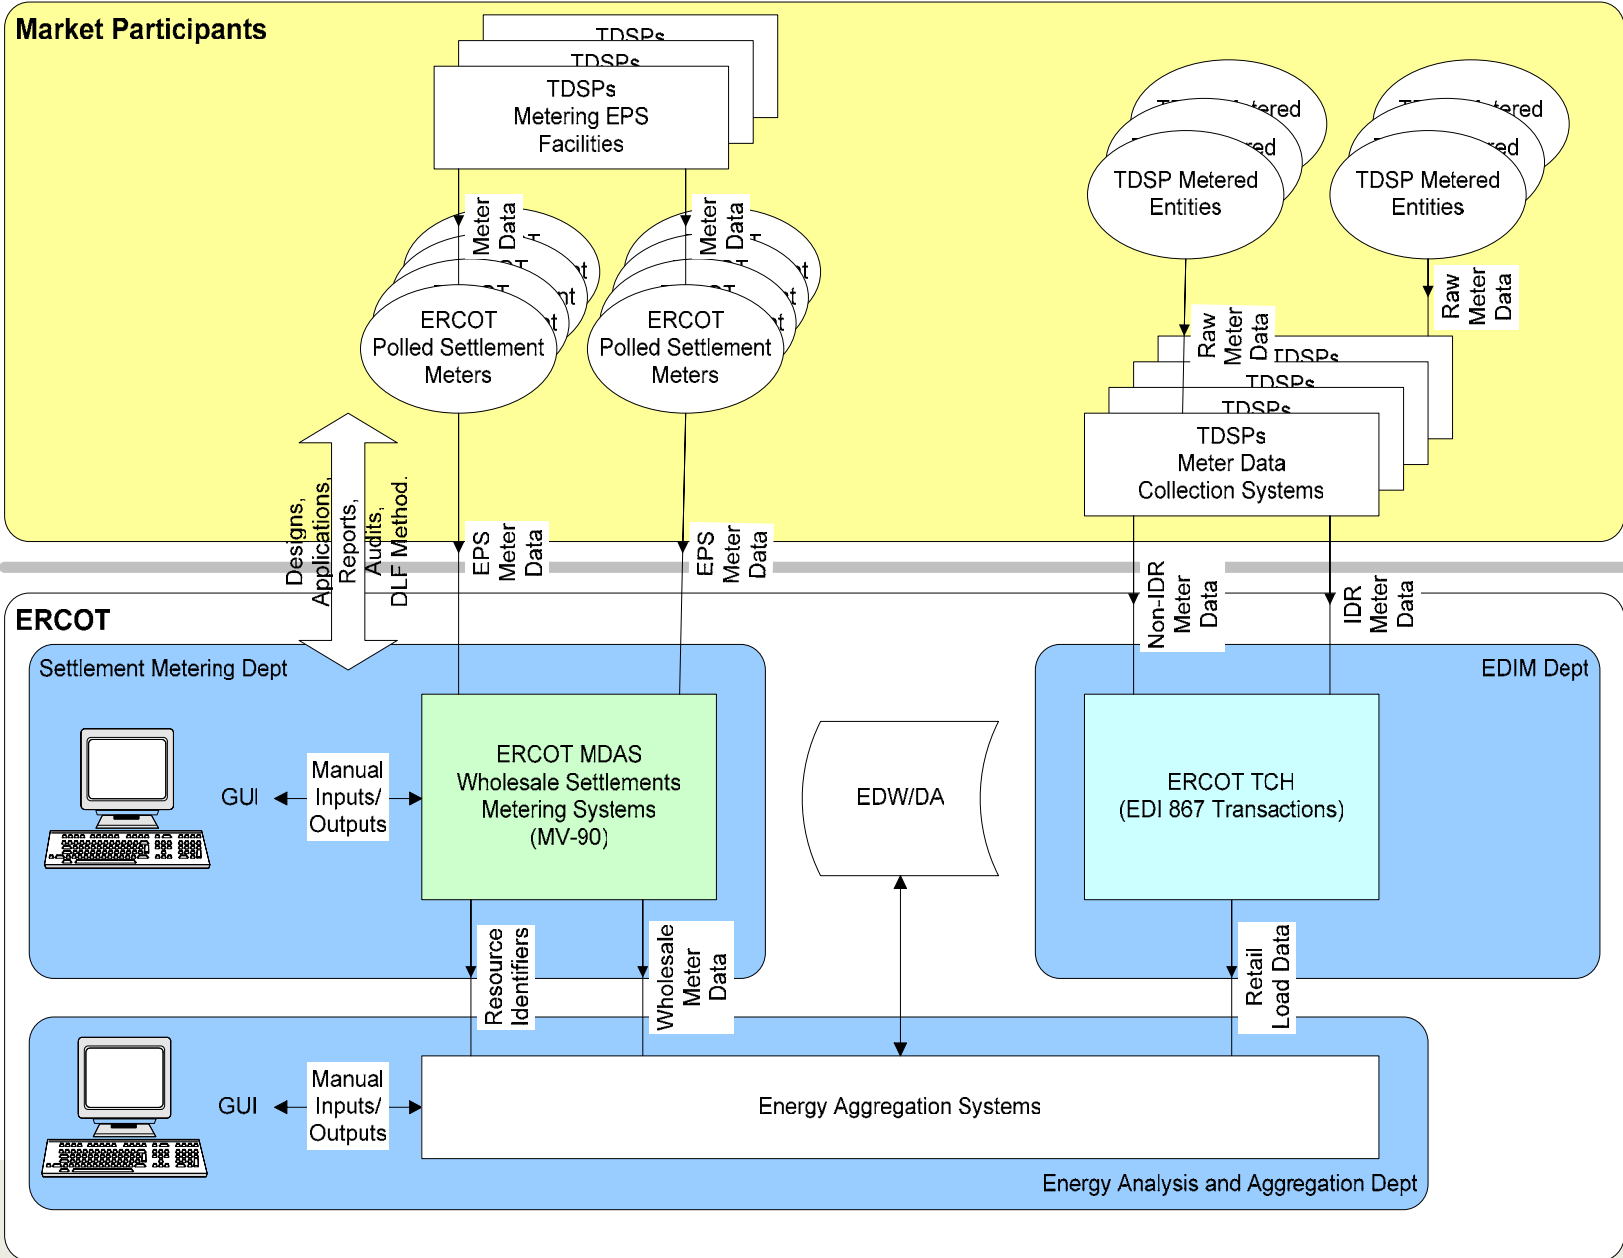 Market Participants
TDSPs
TDSPs
TDSPs
Metering EPS
Facilities
Meter
Data
Meter
Data
ERCOT
Polled Settlement
Meters
ERCOT
Polled Settlement
Meters
TDSP Metered
Entities
TDSP Metered
Entities
Raw
Meter
Data
Raw
Meter
Data
TDSPs
TDSPs
TDSPs
TDSPs
Meter Data
Collection Systems
Designs,
Applications,
Reports,
Audits,
DLF Method.
EPS
Meter
Data
EPS
Meter
Data
Non-IDR
Meter
Data
IDR
Meter
Data
ERCOT
Settlement Metering Dept
EDIM Dept
GUI
Manual
Inputs/
Outputs
ERCOT MDAS
Wholesale Settlements
Metering Systems
(MV-90)
EDW/DA
ERCOT TCH
(EDI 867 Transactions)
Resource
Identifiers
Wholesale
Meter
Data
Retail
Load Data
GUI
Manual
Inputs/
Outputs
Energy Aggregation Systems
Energy Analysis and Aggregation Dept